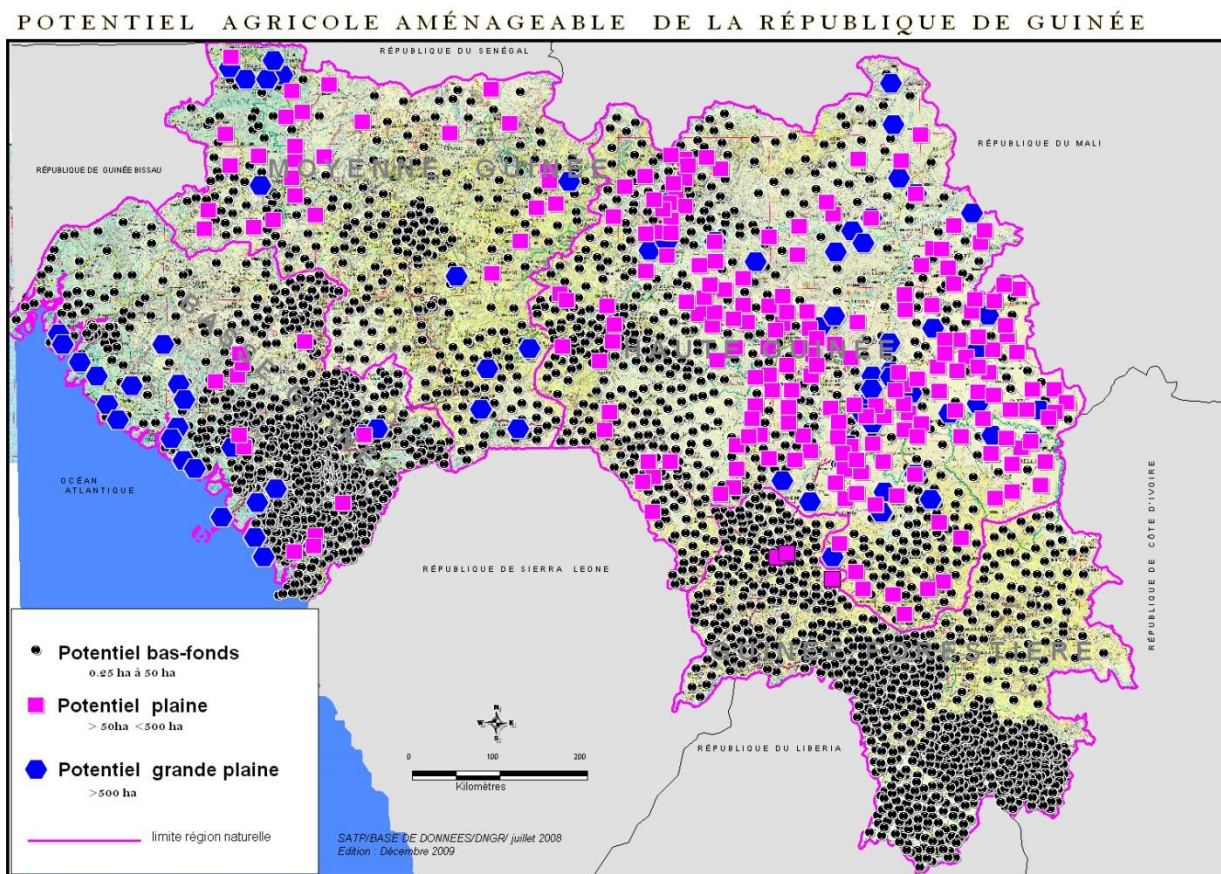 POTENTIEL AGRICOLE AMÉNAGEABLE DE LA RÉPUBLIQUE DE GUINÉE
RÉPUBLIQUE DU SENÉGAL
RÉPUBLIQUE DU MALI
RÉPUBLIQUE DE GUINÉE BISSAU
MOYENNE GUINÉE
BASSE GUINÉE
HAUTE GUINÉE
OCÉAN
ATLANTIQUE
RÉPUBLIQUE DE SIERRA LEONE
RÉPUBLIQUE DE CÔTE D'IVOIRE
GUINÉE FORESTIÈRE
RÉPUBLIQUE DU LIBERIA
Potentiel bas-fonds
0.25 ha à 50 ha
Potentiel plaine
> 50ha <500 ha
Potentiel grande plaine
>500 ha
limite région naturelle
N
W E
S
0 100 200
Kilomètres
SATP/BASE DE DONNEES/DNGR/ juillet 2008
Edition : Décembre 2009